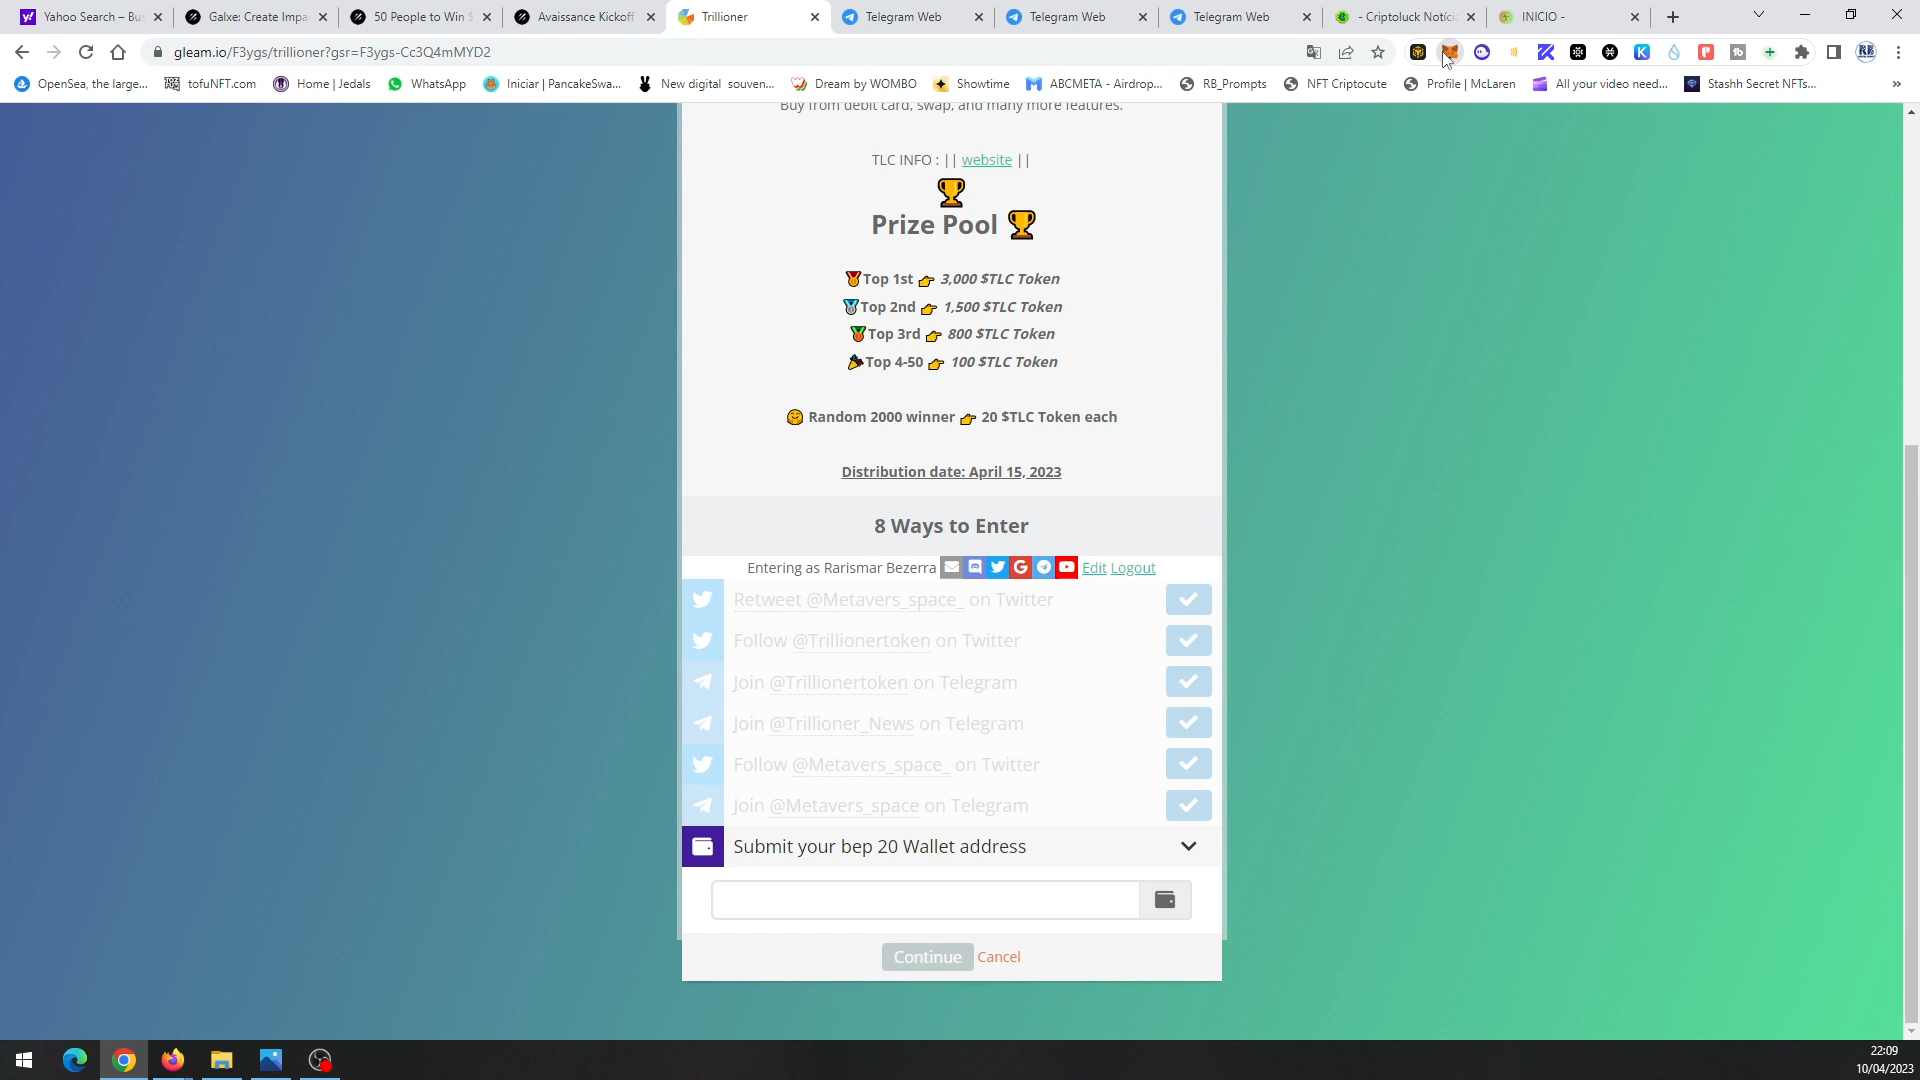 Yahoo Search – Bus
Galxe: Create Impa
50 People to Win $
Avaissance Kickoff
Trillioner
Telegram Web
Telegram Web
Telegram Web
- Criptoluck Notíci
INICIO -
gleam.io/F3ygs/trillioner?gsr=F3ygs-Cc3Q4mMYD2
OpenSea, the large...
tofuNFT.com
Home | Jedals
WhatsApp
Iniciar | PancakeSwa...
New digital souven...
Dream by WOMBO
Showtime
ABCMETA - Airdrop...
RB_Prompts
NFT Criptocute
Profile | McLaren
All your video need...
Stashh Secret NFTs...
»
Buy from debit card, swap, and many more features.
TLC INFO : || website ||
Prize Pool
Top 1st 3,000 $TLC Token
Top 2nd 1,500 $TLC Token
Top 3rd 800 $TLC Token
Top 4-50 100 $TLC Token
Random 2000 winner 20 $TLC Token each
Distribution date: April 15, 2023
8 Ways to Enter
Entering as Rarismar Bezerra Edit Logout
Retweet @Metavers_space_ on Twitter
Follow @Trillionertoken on Twitter
Join @Trillionertoken on Telegram
Join @Trillioner_News on Telegram
Follow @Metavers_space_ on Twitter
Join @Metavers_space on Telegram
Submit your bep 20 Wallet address
Continue Cancel
22:09
10/04/2023